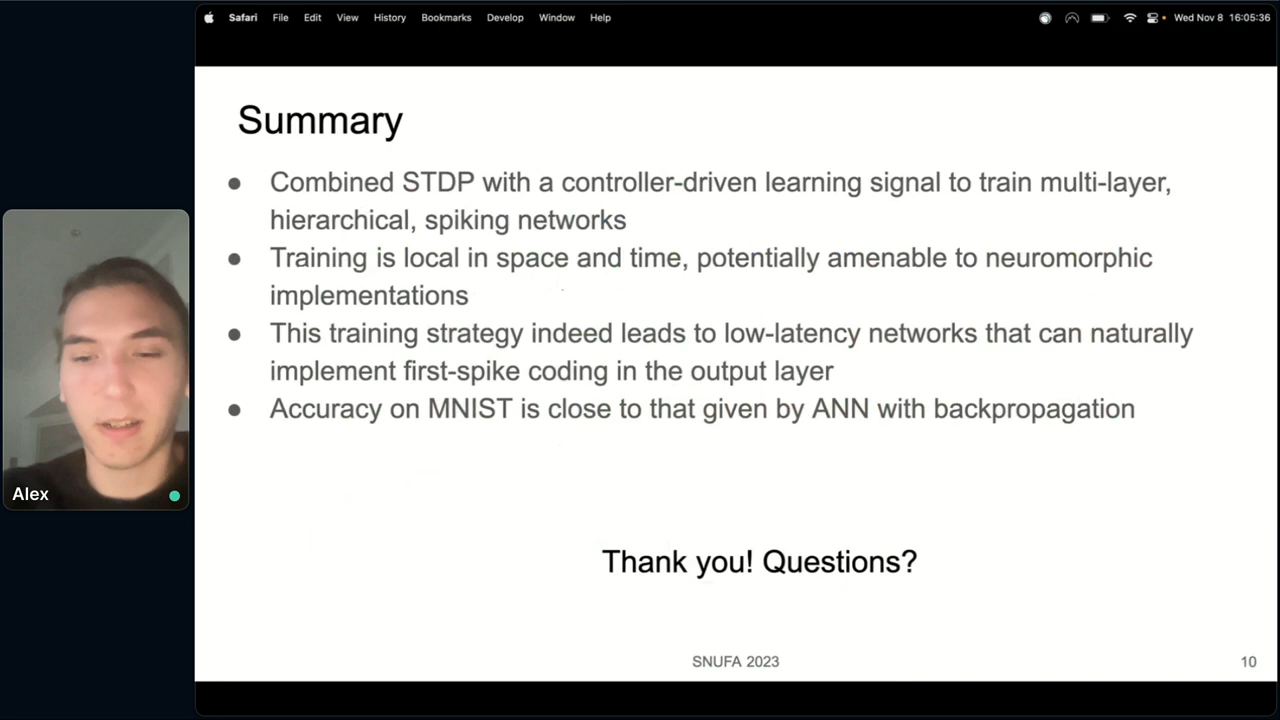 Safari File Edit View History Bookmarks Develop Window Help Wed Nov 8 16:05:36
Summary
● Combined STDP with a controller-driven learning signal to train multi-layer,
hierarchical, spiking networks
● Training is local in space and time, potentially amenable to neuromorphic
implementations
● This training strategy indeed leads to low-latency networks that can naturally
implement first-spike coding in the output layer
● Accuracy on MNIST is close to that given by ANN with backpropagation
Alex
Thank you! Questions?
SNUFA 2023 10